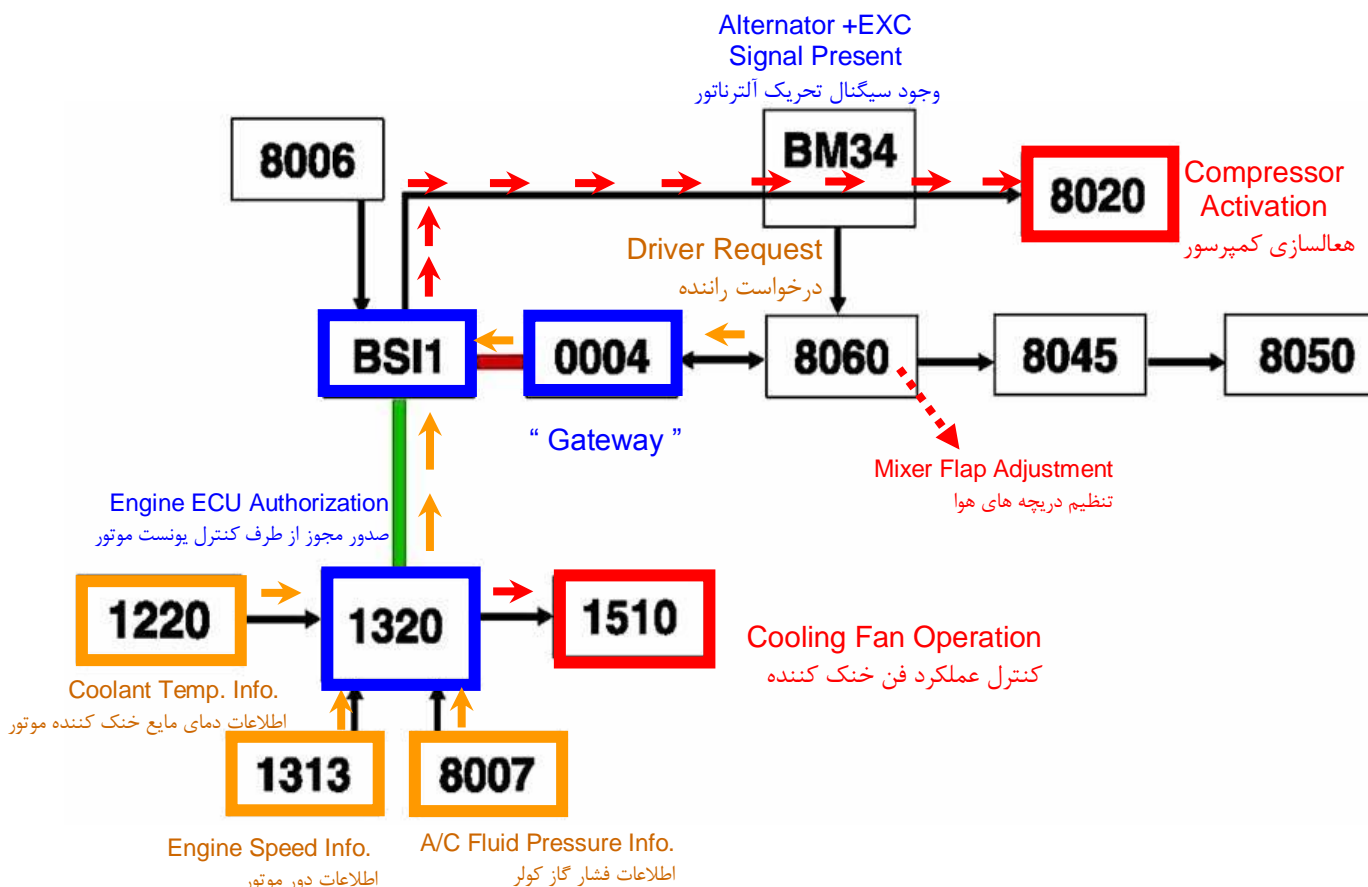 Alternator +EXC
Signal Present
وجود سیگنال تحریک آلترناتور
8006
BM34
8020
Compressor
Activation
هعالسازی کمپرسور
Driver Request
درخواست راننده
BSI1
0004
8060
8045
8050
“ Gateway ”
Mixer Flap Adjustment
تنظیم دریچه های هوا
Engine ECU Authorization
صدور مجوز از طرف کنترل یونست موتور
1220
1320
1510
Cooling Fan Operation
کنترل عملکرد فن خنک کننده
Coolant Temp. Info.
اطلاعات دمای مایع خنک کننده موتور
1313
8007
Engine Speed Info.
اطلاعات دور موتور
A/C Fluid Pressure Info.
اطلاعات فشار گاز کولر